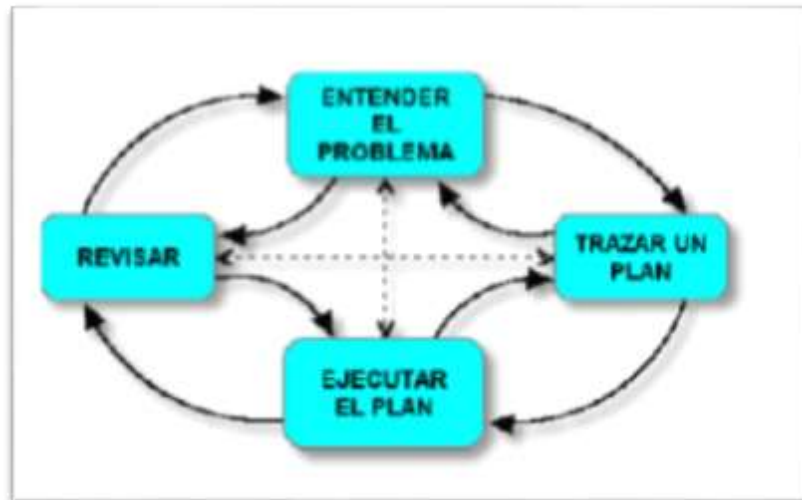 ENTENDER
EL
PROBLEMA
REVISAR
TRAZAR UN
PLAN
EJECUTAR
EL PLAN